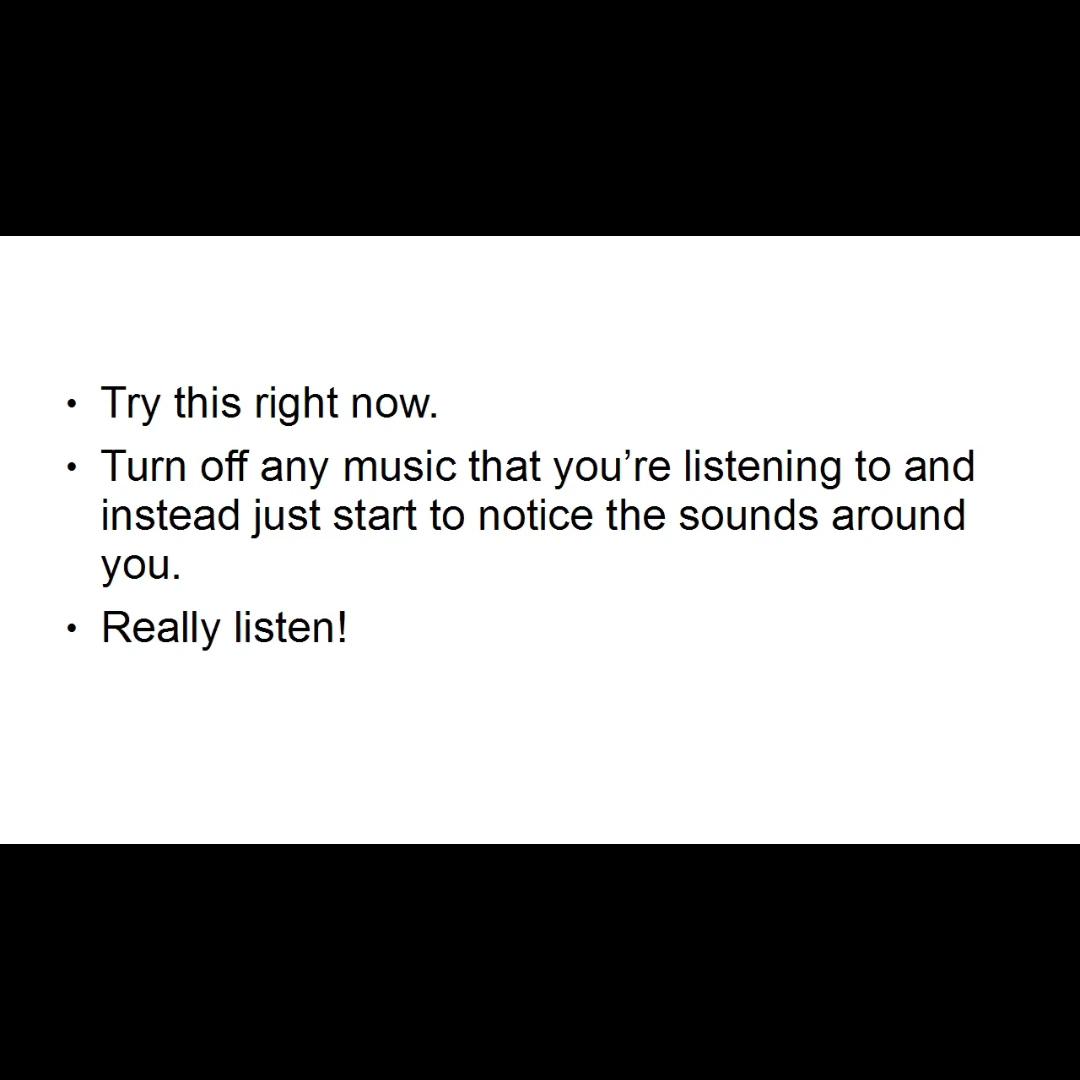 • Try this right now.
• Turn off any music that you’re listening to and
instead just start to notice the sounds around
you.
• Really listen!